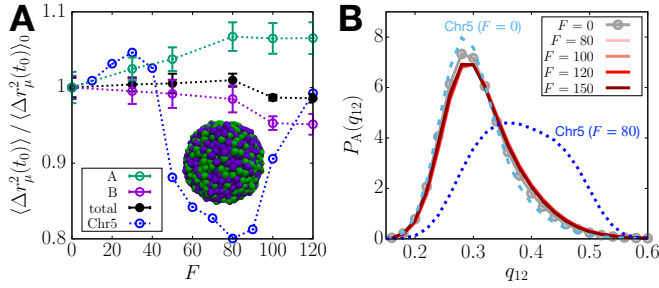 A
⟨Δr²_μ(t₀)⟩ / ⟨Δr²_μ(t₀)⟩₀
1.1
1
0.9
0.8
A
B
total
Chr5
0 20 40 60 80 100 120
F
B
P_A(q₁₂)
8
6
4
2
0
Chr5 (F = 0)
F = 0
F = 80
F = 100
F = 120
F = 150
Chr5 (F = 80)
0.2 0.3 0.4 0.5 0.6
q₁₂